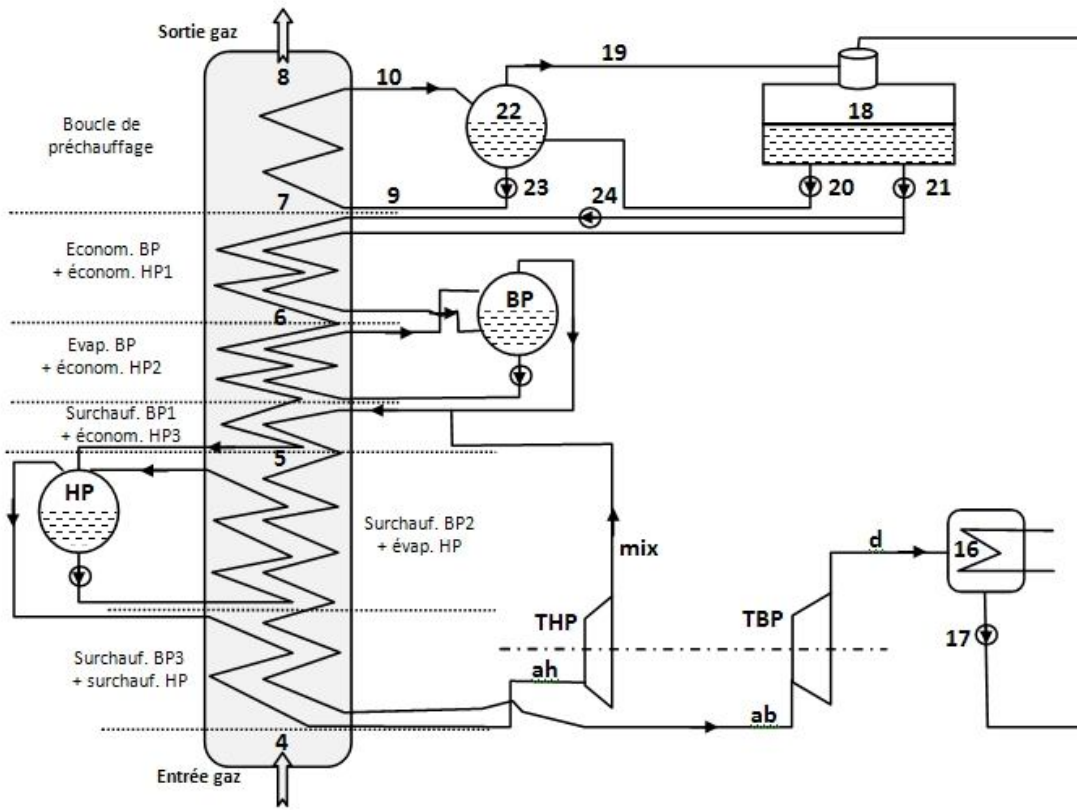 Sortie gaz
8
10
19
22
18
Boucle de
préchauffage
23
20
21
7
9
24
Econom. BP
+ économ. HP1
BP
6
Evap. BP
+ économ. HP2
Surchauf. BP1
+ économ. HP3
5
HP
Surchauf. BP2
+ évap. HP
mix
d
16
THP
TBP
17
Surchauf. BP3
+ surchauf. HP
ah
ab
4
Entrée gaz